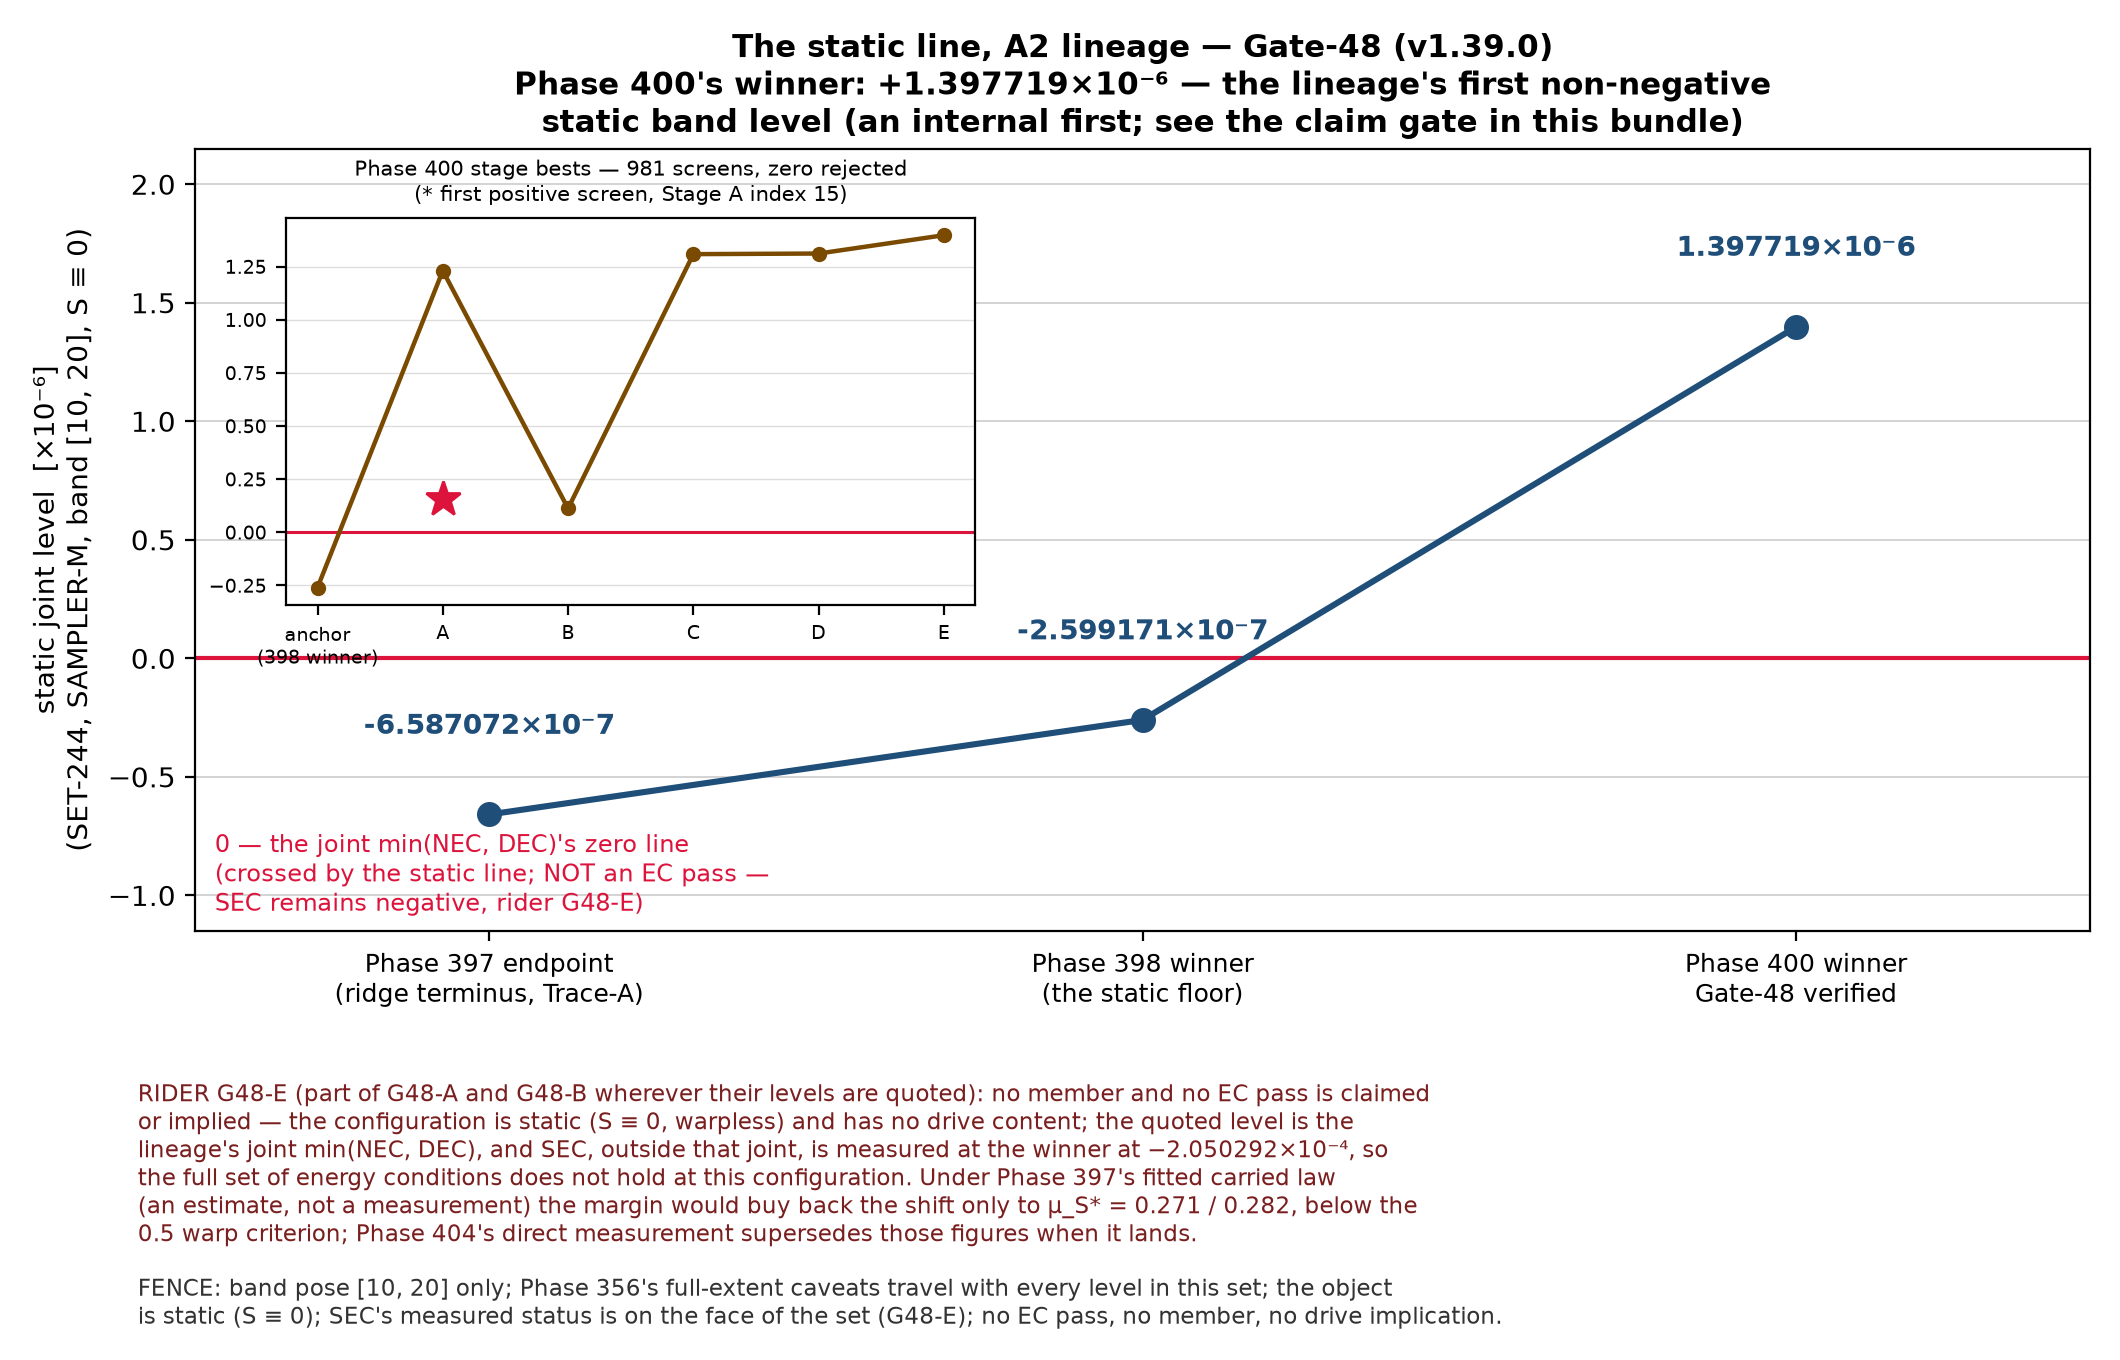 The static line, A2 lineage — Gate-48 (v1.39.0)
Phase 400's winner: +1.397719×10⁻⁶ — the lineage's first non-negative
static band level (an internal first; see the claim gate in this bundle)
static joint level [×10⁻⁶]
(SET-244, SAMPLER-M, band [10, 20], S ≡ 0)
2.0
1.5
1.0
0.5
0.0
−0.5
−1.0
Phase 400 stage bests — 981 screens, zero rejected
(* first positive screen, Stage A index 15)
1.25
1.00
0.75
0.50
0.25
0.00
−0.25
anchor
(398 winner)
A
B
C
D
E
-6.587072×10⁻7
-2.599171×10⁻7
1.397719×10⁻6
0 — the joint min(NEC, DEC)'s zero line
(crossed by the static line; NOT an EC pass —
SEC remains negative, rider G48-E)
Phase 397 endpoint
(ridge terminus, Trace-A)
Phase 398 winner
(the static floor)
Phase 400 winner
Gate-48 verified
RIDER G48-E (part of G48-A and G48-B wherever their levels are quoted): no member and no EC pass is claimed
or implied — the configuration is static (S ≡ 0, warpless) and has no drive content; the quoted level is the
lineage's joint min(NEC, DEC), and SEC, outside that joint, is measured at the winner at −2.050292×10⁻⁴, so
the full set of energy conditions does not hold at this configuration. Under Phase 397's fitted carried law
(an estimate, not a measurement) the margin would buy back the shift only to μ_S* = 0.271 / 0.282, below the
0.5 warp criterion; Phase 404's direct measurement supersedes those figures when it lands.
FENCE: band pose [10, 20] only; Phase 356's full-extent caveats travel with every level in this set; the object
is static (S ≡ 0); SEC's measured status is on the face of the set (G48-E); no EC pass, no member, no drive implication.